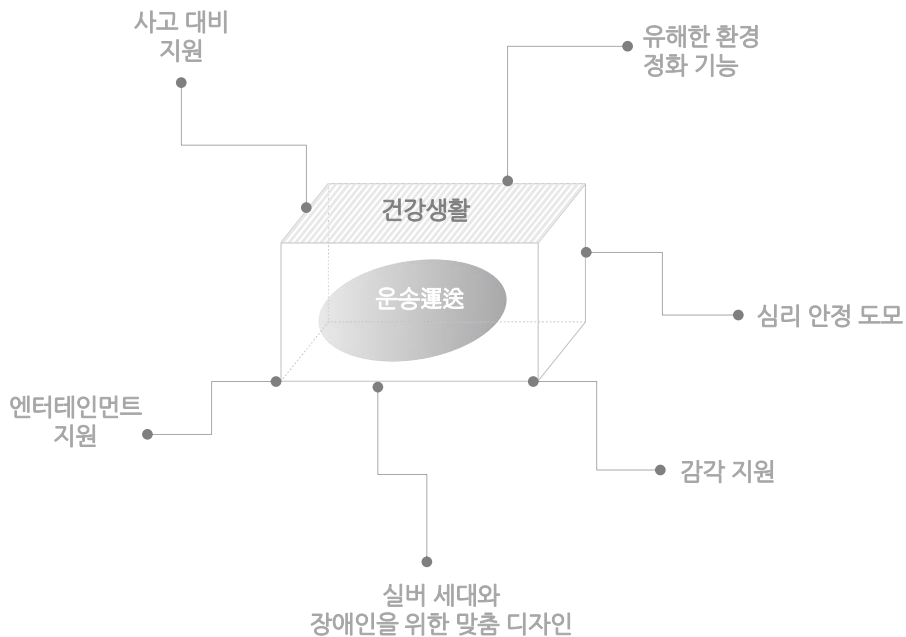 사고 대비
지원
유해한 환경
정화 기능
건강생활
운송運送
심리 안정 도모
엔터테인먼트
지원
감각 지원
실버 세대와
장애인을 위한 맞춤 디자인